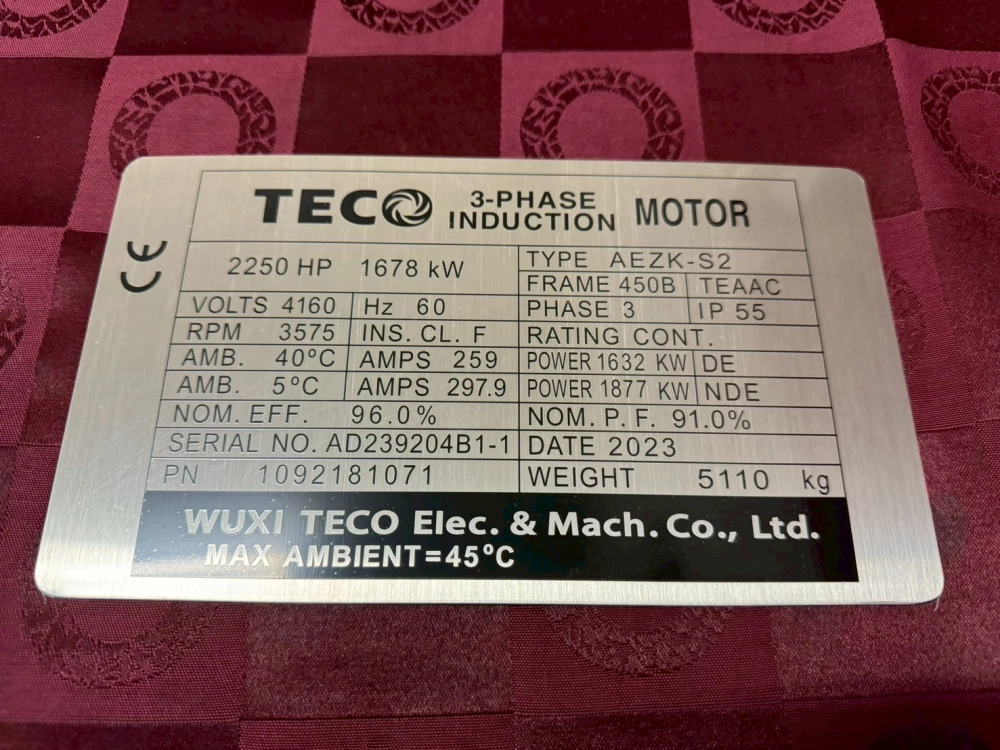 TECO 3-PHASE INDUCTION MOTOR
CE
2250 HP 1678 kW
TYPE AEZK-S2
FRAME 450B TEAAC
VOLTS 4160 Hz 60 PHASE 3 IP 55
RPM 3575 INS. CL. F RATING CONT.
AMB. 40ºC AMPS 259 POWER 1632 KW DE
AMB. 5ºC AMPS 297.9 POWER 1877 KW NDE
NOM. EFF. 96.0% NOM. P. F. 91.0%
SERIAL NO. AD239204B1-1 DATE 2023
PN 1092181071 WEIGHT 5110 kg
WUXI TECO Elec. & Mach. Co., Ltd.
MAX AMBIENT=45ºC